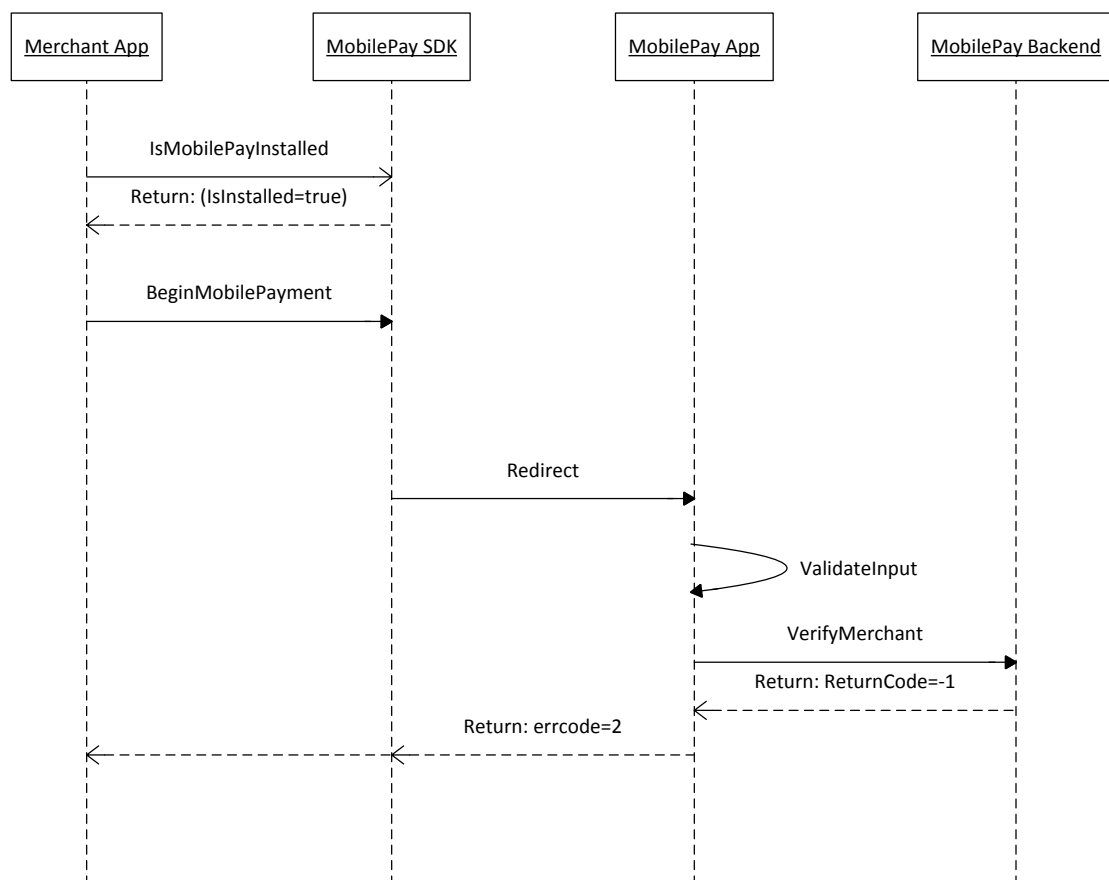 Merchant App
MobilePay SDK
MobilePay App
MobilePay Backend
IsMobilePayInstalled
Return: (IsInstalled=true)
BeginMobilePayment
Redirect
ValidateInput
VerifyMerchant
Return: ReturnCode=-1
Return: errcode=2